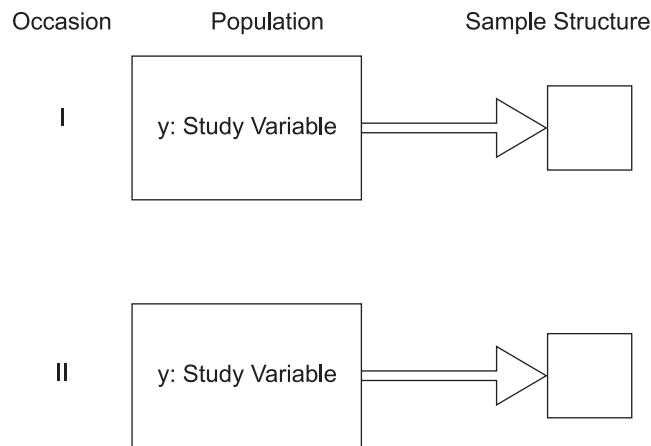 Occasion Population Sample Structure
I y: Study Variable
II y: Study Variable